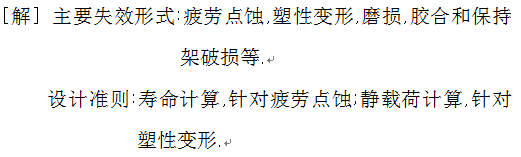 [解] 主要失效形式:疲劳点蚀,塑性变形,磨损,胶合和保持
架破损等.
设计准则:寿命计算,针对疲劳点蚀;静载荷计算,针对
塑性变形.